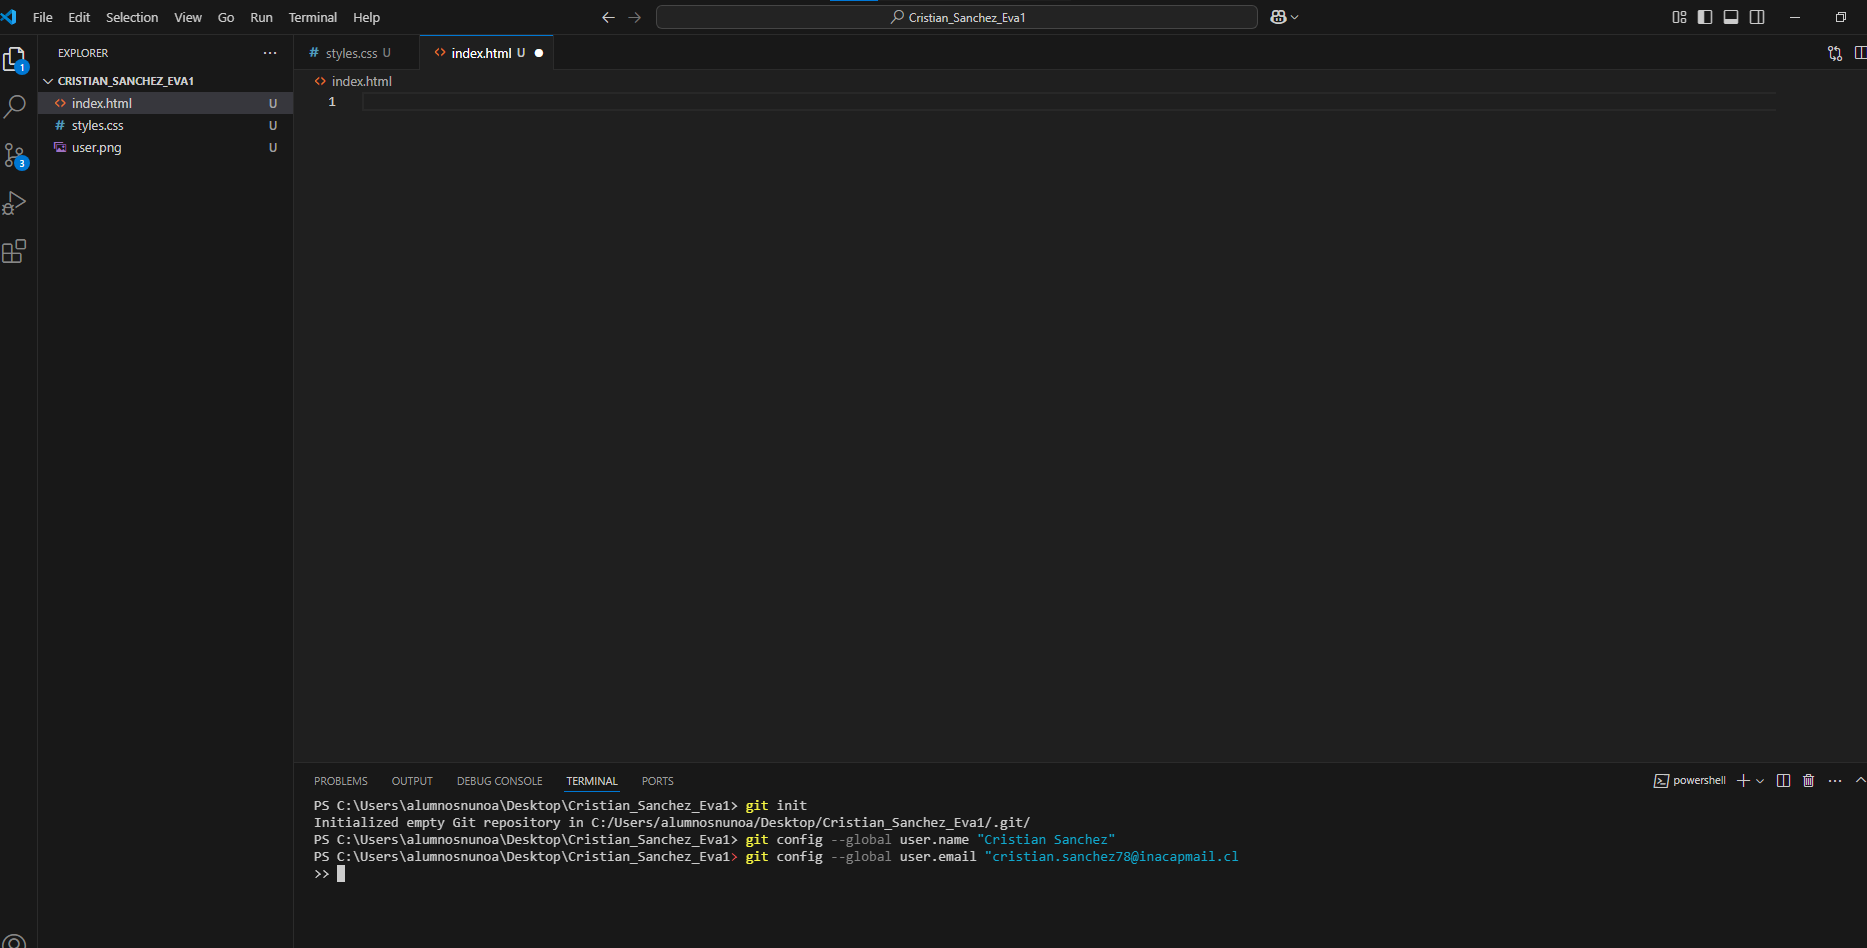 File Edit Selection View Go Run Terminal Help
Cristian_Sanchez_Eva1
EXPLORER
CRISTIAN_SANCHEZ_EVA1
index.html U
styles.css U
user.png U
1
3
styles.css U
index.html U
index.html
1
PROBLEMS OUTPUT DEBUG CONSOLE TERMINAL PORTS
powershell
PS C:\Users\alumnosnunoa\Desktop\Cristian_Sanchez_Eva1> git init
Initialized empty Git repository in C:/Users/alumnosnunoa/Desktop/Cristian_Sanchez_Eva1/.git/
PS C:\Users\alumnosnunoa\Desktop\Cristian_Sanchez_Eva1> git config --global user.name "Cristian Sanchez"
PS C:\Users\alumnosnunoa\Desktop\Cristian_Sanchez_Eva1> git config --global user.email "cristian.sanchez78@inacapmail.cl
>>